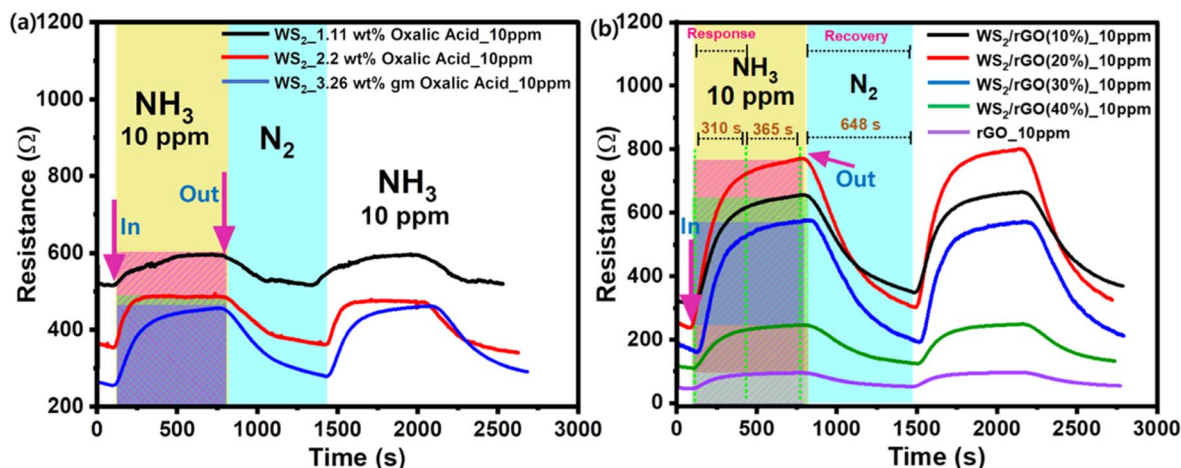 (a)
1200
1000
800
600
400
200
Resistance (Ω)
WS2_1.11 wt% Oxalic Acid_10ppm
WS2_2.2 wt% Oxalic Acid_10ppm
WS2_3.26 wt% gm Oxalic Acid_10ppm
NH3
10 ppm
N2
In
Out
NH3
10 ppm
0 500 1000 1500 2000 2500 3000
Time (s)
(b)
1200
1000
800
600
400
200
0
Resistance (Ω)
Response
Recovery
NH3
10 ppm
N2
310 s
365 s
648 s
In
Out
WS2/rGO(10%)_10ppm
WS2/rGO(20%)_10ppm
WS2/rGO(30%)_10ppm
WS2/rGO(40%)_10ppm
rGO_10ppm
0 500 1000 1500 2000 2500 3000
Time (s)